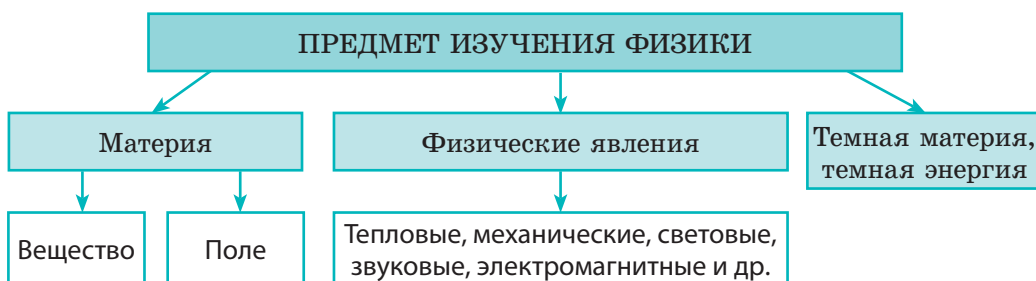 ПРЕДМЕТ ИЗУЧЕНИЯ ФИЗИКИ
Материя
Физические явления
Темная материя,
темная энергия
Вещество
Поле
Тепловые, механические, световые,
звуковые, электромагнитные и др.